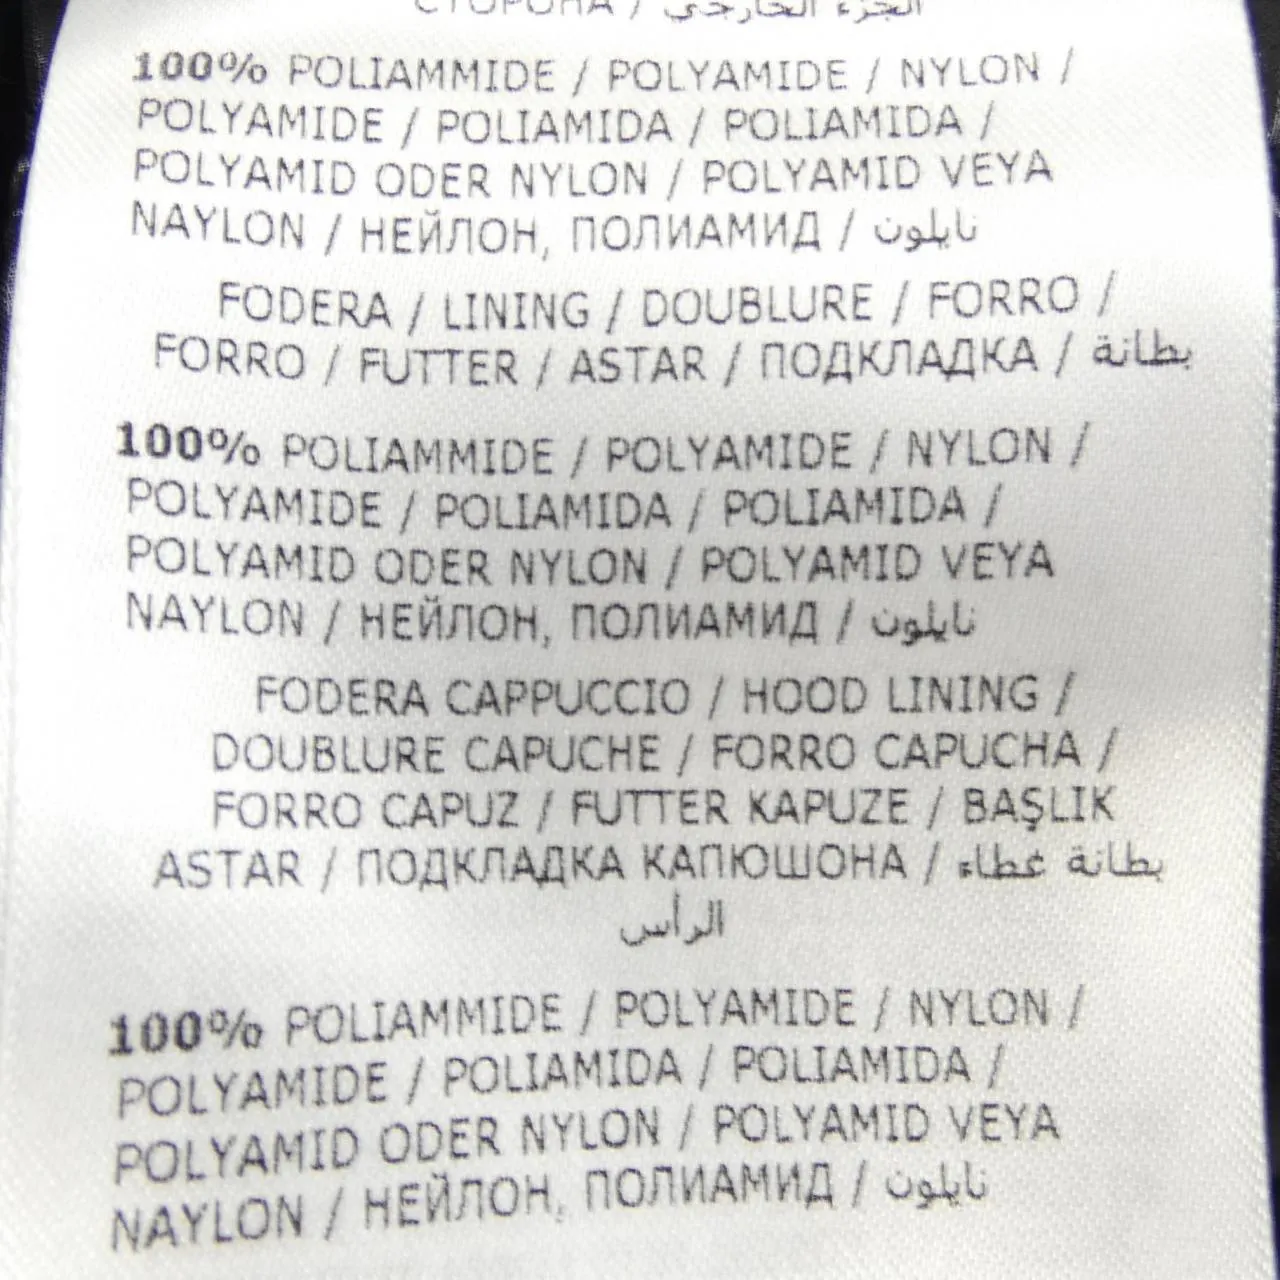 СТОРОНА / الجزء الخارجي
100% POLIAMMIDE / POLYAMIDE / NYLON /
POLYAMIDE / POLIAMIDA / POLIAMIDA /
POLYAMID ODER NYLON / POLYAMID VEYA
NAYLON / НЕЙЛОН, ПОЛИАМИД / نايلون
FODERA / LINING / DOUBLURE / FORRO /
FORRO / FUTTER / ASTAR / ПОДКЛАДКА / بطانة
100% POLIAMMIDE / POLYAMIDE / NYLON /
POLYAMIDE / POLIAMIDA / POLIAMIDA /
POLYAMID ODER NYLON / POLYAMID VEYA
NAYLON / НЕЙЛОН, ПОЛИАМИД / نايلون
FODERA CAPPUCCIO / HOOD LINING /
DOUBLURE CAPUCHE / FORRO CAPUCHA /
FORRO CAPUZ / FUTTER KAPUZE / BAŞLIK
ASTAR / ПОДКЛАДКА КАПЮШОНА / بطانة غطاء
الرأس
100% POLIAMMIDE / POLYAMIDE / NYLON /
POLYAMIDE / POLIAMIDA / POLIAMIDA /
POLYAMID ODER NYLON / POLYAMID VEYA
NAYLON / НЕЙЛОН, ПОЛИАМИД / نايلون